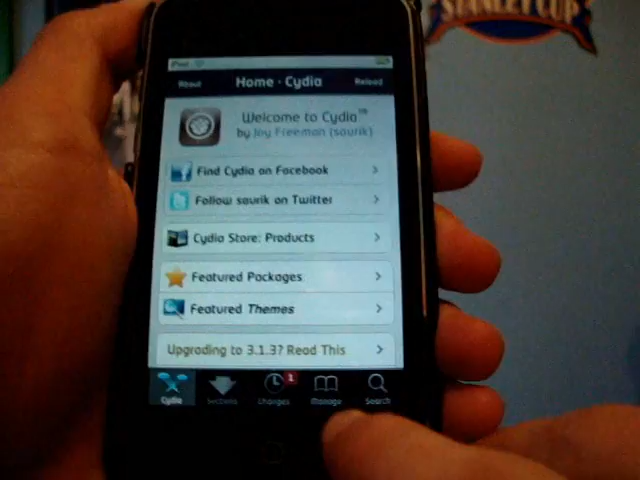 STANLEY CUP
iPod
About
Home · Cydia
Reload
Welcome to Cydia™
by Jay Freeman (saurik)
Find Cydia on Facebook
Follow saurik on Twitter
Cydia Store: Products
Featured Packages
Featured Themes
Upgrading to 3.1.3? Read This
1
Cydia
Sections
Changes
Manage
Search